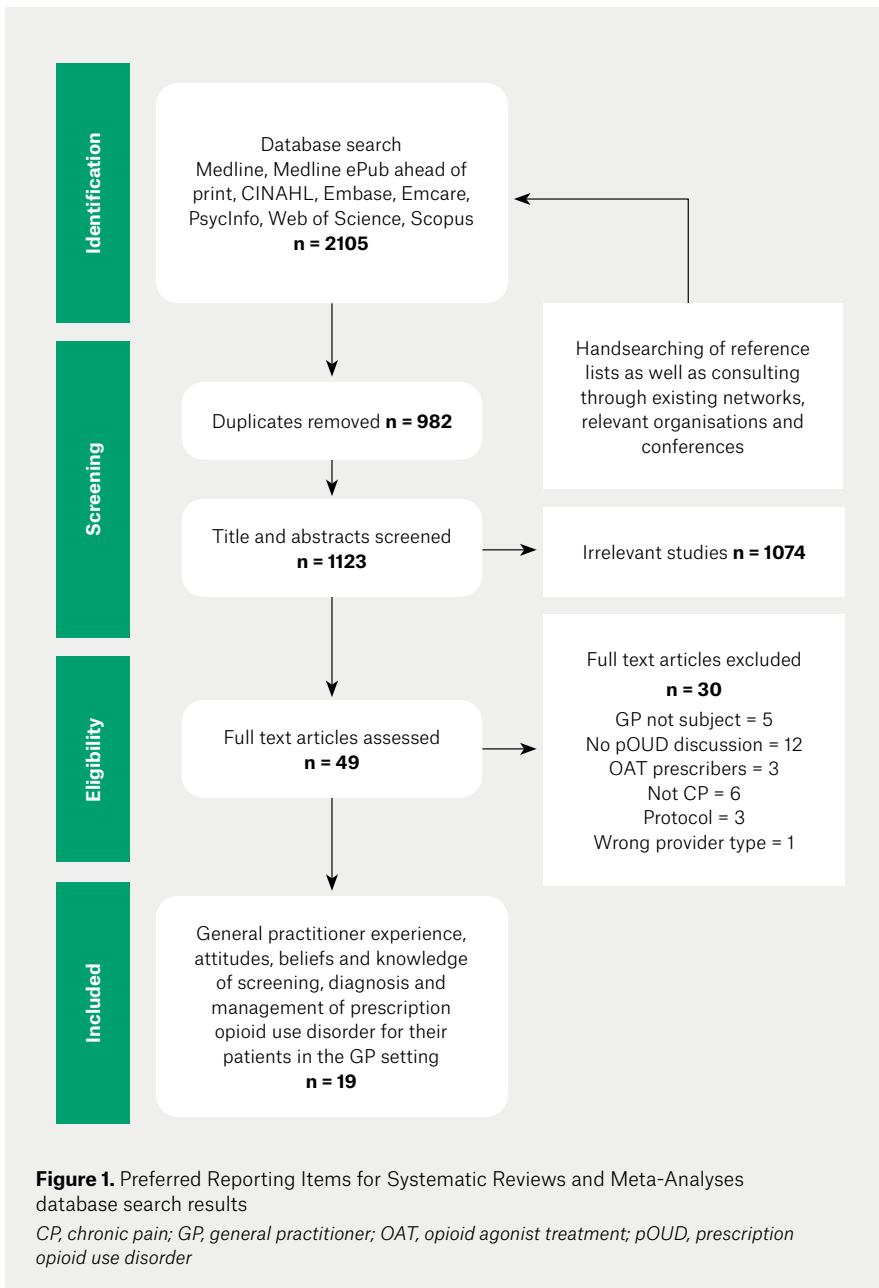 Identification
Database search
Medline, Medline ePub ahead of
print, CINAHL, Embase, Emcare,
PsycInfo, Web of Science, Scopus
n = 2105
Handsearching of reference
lists as well as consulting
through existing networks,
relevant organisations and
conferences
Screening
Duplicates removed n = 982
Title and abstracts screened
n = 1123
Irrelevant studies n = 1074
Eligibility
Full text articles assessed
n = 49
Full text articles excluded
n = 30
GP not subject = 5
No pOUD discussion = 12
OAT prescribers = 3
Not CP = 6
Protocol = 3
Wrong provider type = 1
Included
General practitioner experience,
attitudes, beliefs and knowledge
of screening, diagnosis and
management of prescription
opioid use disorder for their
patients in the GP setting
n = 19
Figure 1. Preferred Reporting Items for Systematic Reviews and Meta-Analyses
database search results
CP, chronic pain; GP, general practitioner; OAT, opioid agonist treatment; pOUD, prescription
opioid use disorder